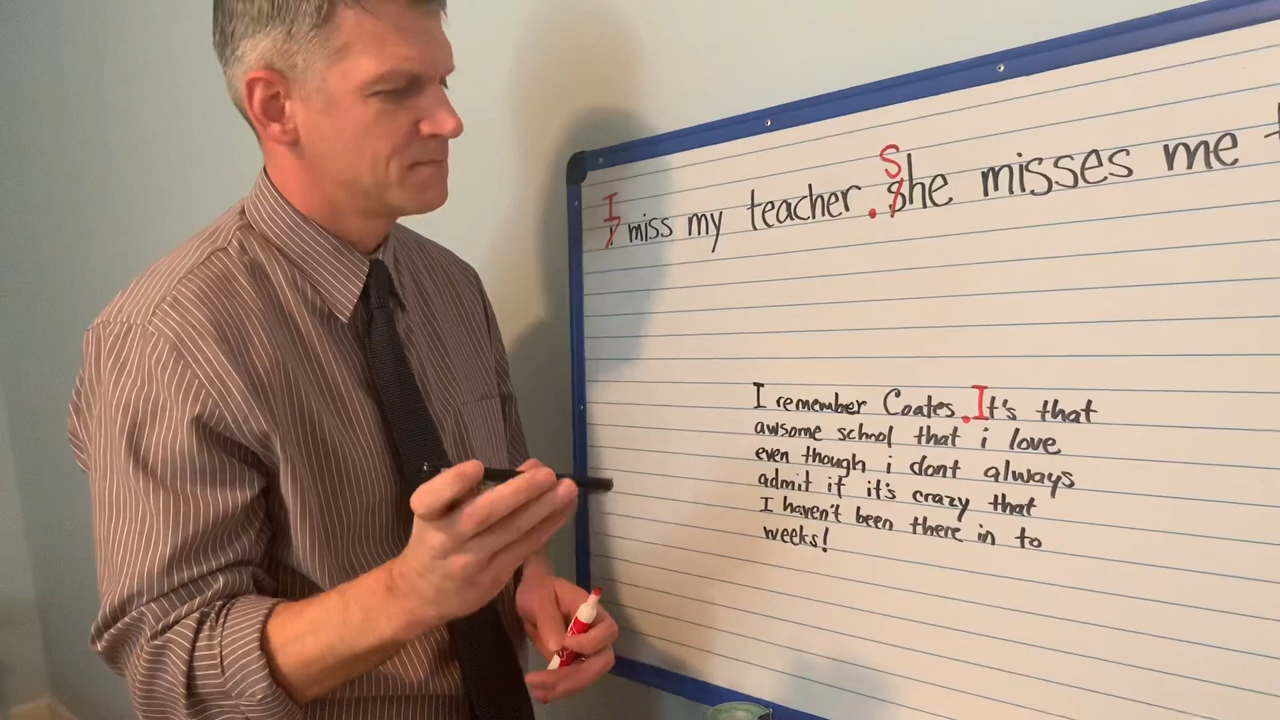 I miss my teacher. She misses me
I remember Coates. It's that
awsome school that i love
even though i dont always
admit it it's crazy that
I haven't been there in to
weeks!